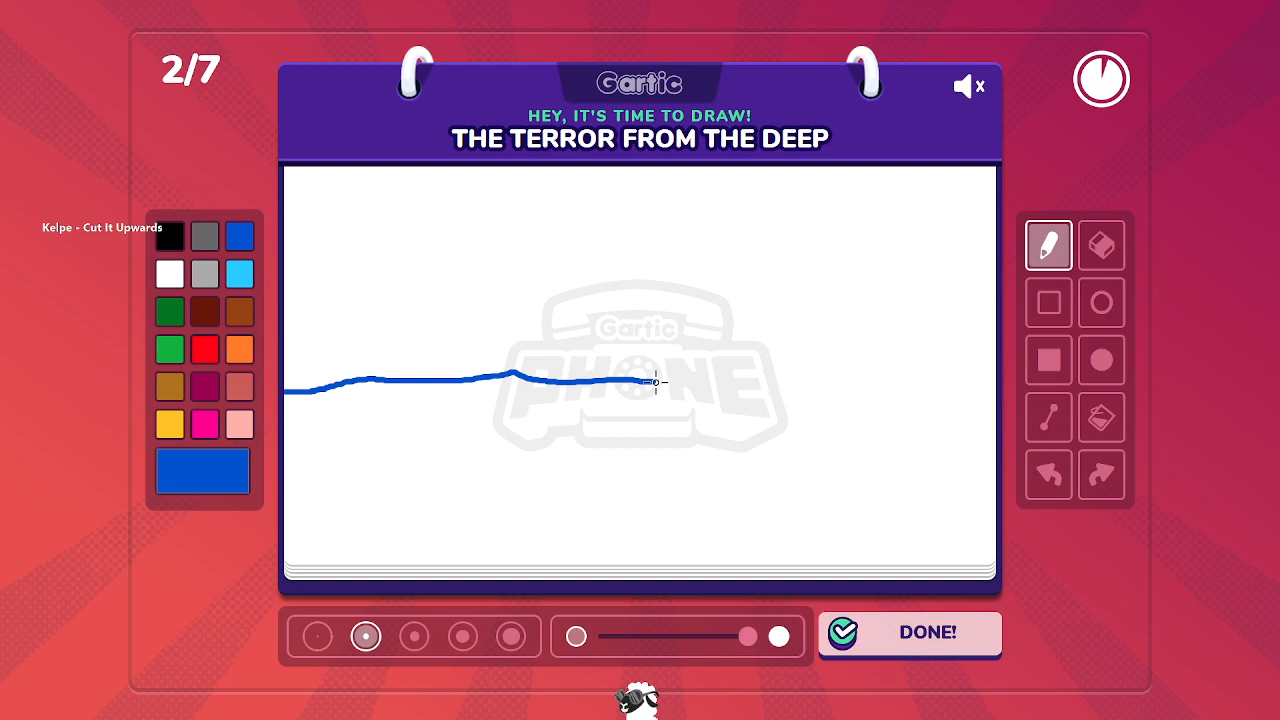 2/7
Gartic
HEY, IT'S TIME TO DRAW!
THE TERROR FROM THE DEEP
Kelpe - Cut It Upwards
Gartic
PHONE
DONE!